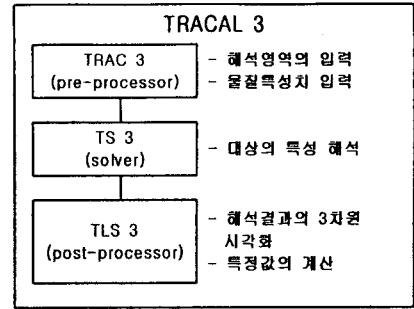 TRACAL 3
TRAC 3
(pre-processor)
- 해석영역의 입력
- 물질특성치 입력
TS 3
(solver)
- 대상의 특성 해석
TLS 3
(post-processor)
- 해석결과의 3차원
시각화
- 특정값의 계산